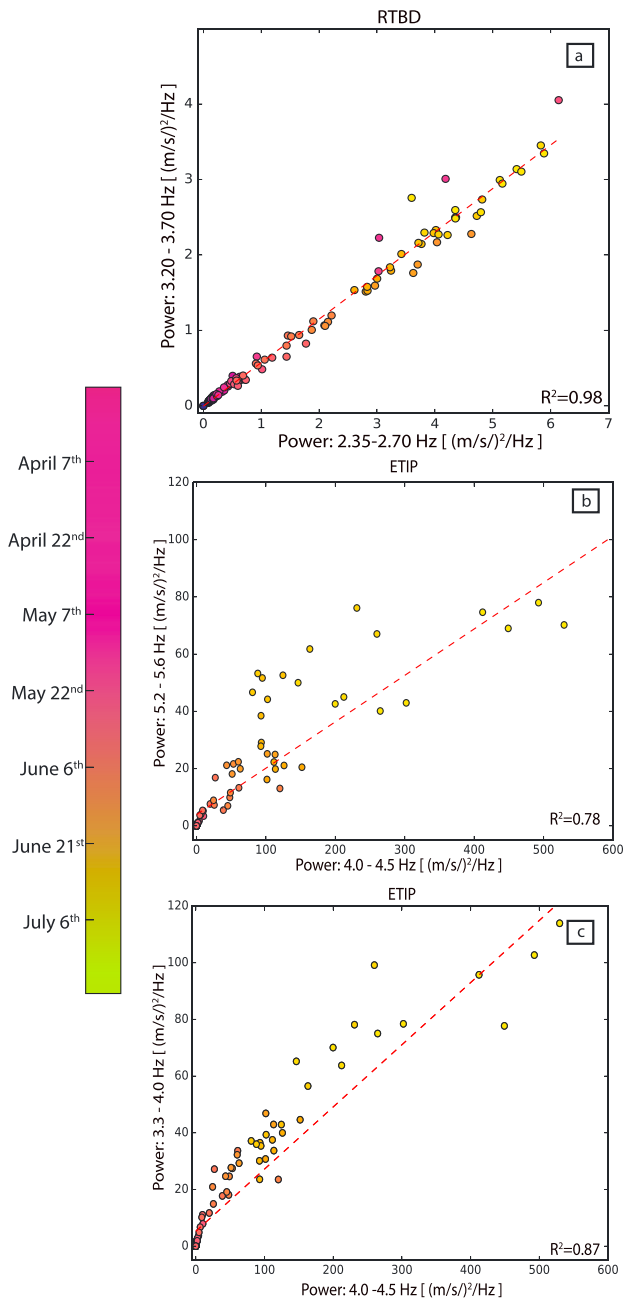 RTBD
a
Power: 3.20 - 3.70 Hz [ (m/s/)²/Hz ]
4
3
2
1
0
0 1 2 3 4 5 6 7
R²=0.98
Power: 2.35-2.70 Hz [ (m/s/)²/Hz ]
April 7th
April 22nd
May 7th
May 22nd
June 6th
June 21st
July 6th
ETIP
b
Power: 5.2 - 5.6 Hz [ (m/s/)²/Hz ]
120
100
80
60
40
20
0
R²=0.78
0 100 200 300 400 500 600
Power: 4.0 - 4.5 Hz [ (m/s/)²/Hz ]
ETIP
c
Power: 3.3 - 4.0 Hz [ (m/s/)²/Hz ]
120
100
80
60
40
20
0
R²=0.87
0 100 200 300 400 500 600
Power: 4.0 -4.5 Hz [ (m/s/)²/Hz ]